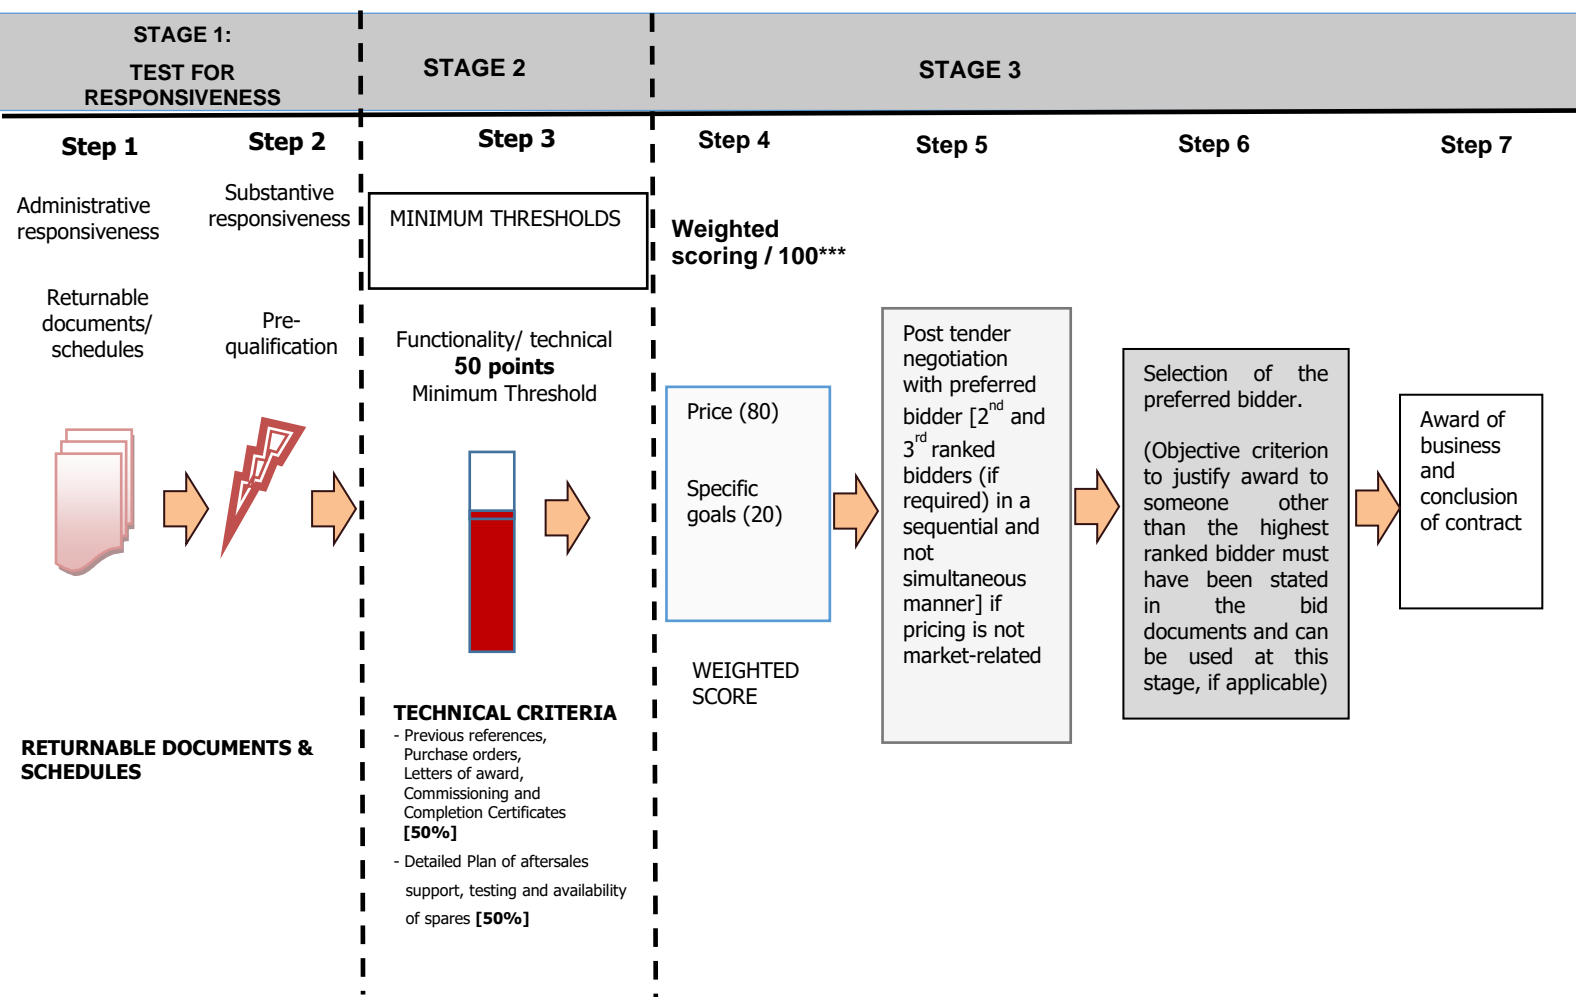 STAGE 1:
TEST FOR
RESPONSIVENESS
STAGE 2
STAGE 3
Step 1
Step 2
Step 3
Step 4
Step 5
Step 6
Step 7
Administrative
responsiveness
Returnable
documents/
schedules
Substantive
responsiveness
Pre-
qualification
RETURNABLE DOCUMENTS &
SCHEDULES
MINIMUM THRESHOLDS
Functionality/ technical
50 points
Minimum Threshold
TECHNICAL CRITERIA
- Previous references,
Purchase orders,
Letters of award,
Commissioning and
Completion Certificates
[50%]
- Detailed Plan of aftersales
support, testing and availability
of spares [50%]
Weighted
scoring / 100***
Price (80)
Specific
goals (20)
WEIGHTED
SCORE
Post tender
negotiation
with preferred
bidder [2nd and
3rd ranked
bidders (if
required) in a
sequential and
not
simultaneous
manner] if
pricing is not
market-related
Selection of the
preferred bidder.
(Objective criterion
to justify award to
someone other
than the highest
ranked bidder must
have been stated
in the bid
documents and can
be used at this
stage, if applicable)
Award of
business
and
conclusion
of contract